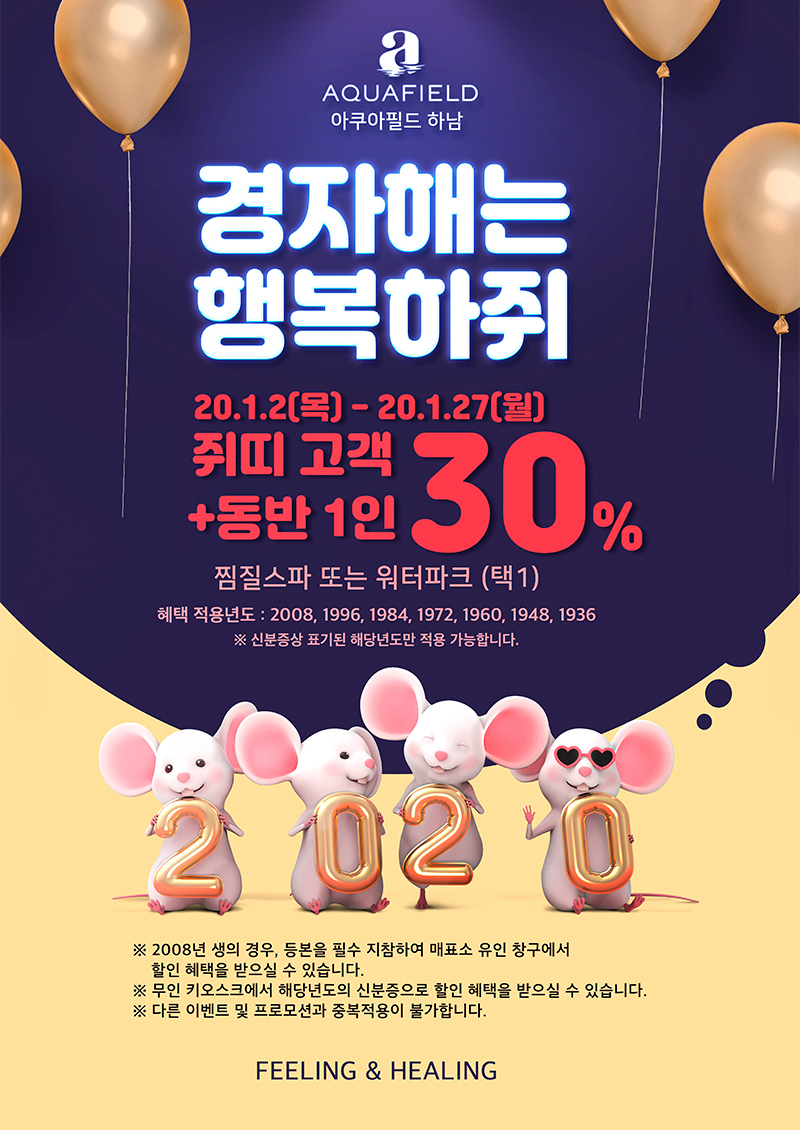 a
AQUAFIELD
아쿠아필드 하남
경자해는
행복하쥐
20.1.2(목) - 20.1.27(월)
쥐띠 고객
+동반 1인 30%
찜질스파 또는 워터파크 (택1)
혜택 적용년도 : 2008, 1996, 1984, 1972, 1960, 1948, 1936
※ 신분증상 표기된 해당년도만 적용 가능합니다.
2020
※ 2008년 생의 경우, 등본을 필수 지참하여 매표소 유인 창구에서
할인 혜택을 받으실 수 있습니다.
※ 무인 키오스크에서 해당년도의 신분증으로 할인 혜택을 받으실 수 있습니다.
※ 다른 이벤트 및 프로모션과 중복적용이 불가합니다.
FEELING & HEALING